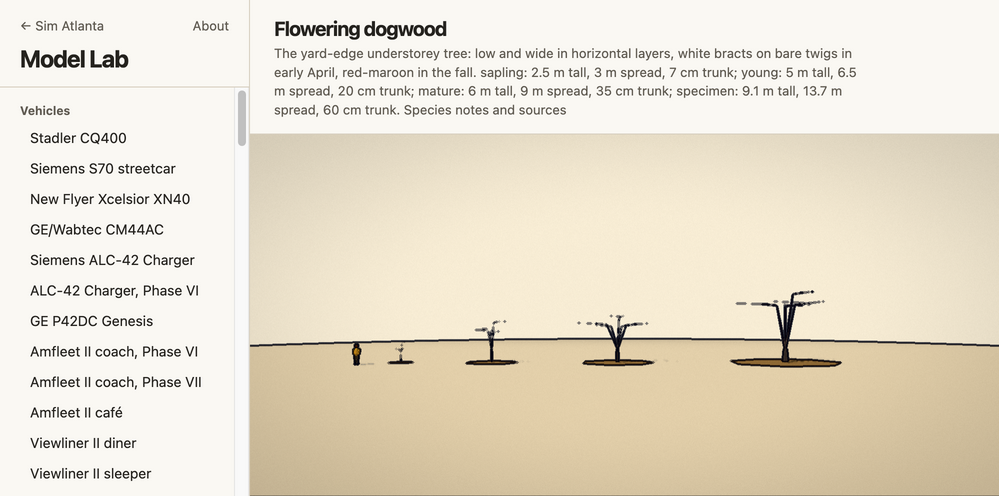 ← Sim Atlanta
About
Model Lab
Vehicles
Stadler CQ400
Siemens S70 streetcar
New Flyer Xcelsior XN40
GE/Wabtec CM44AC
Siemens ALC-42 Charger
ALC-42 Charger, Phase VI
GE P42DC Genesis
Amfleet II coach, Phase VI
Amfleet II coach, Phase VII
Amfleet II café
Viewliner II diner
Viewliner II sleeper
Flowering dogwood
The yard-edge understorey tree: low and wide in horizontal layers, white bracts on bare twigs in
early April, red-maroon in the fall. sapling: 2.5 m tall, 3 m spread, 7 cm trunk; young: 5 m tall, 6.5
m spread, 20 cm trunk; mature: 6 m tall, 9 m spread, 35 cm trunk; specimen: 9.1 m tall, 13.7 m
spread, 60 cm trunk. Species notes and sources